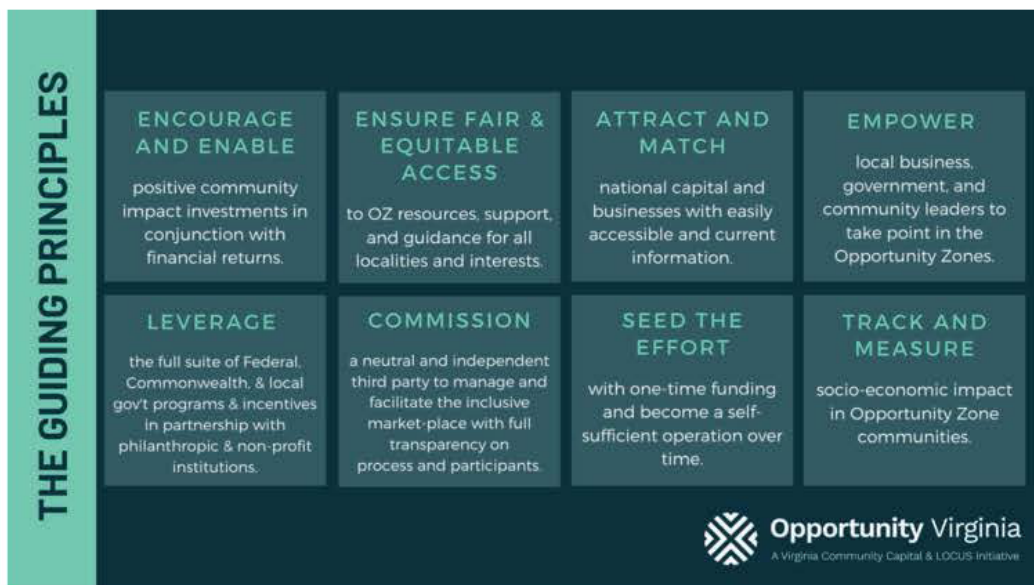 THE GUIDING PRINCIPLES
ENCOURAGE
AND ENABLE
positive community
impact investments in
conjunction with
financial returns.
ENSURE FAIR &
EQUITABLE
ACCESS
to OZ resources, support,
and guidance for all
localities and interests.
ATTRACT AND
MATCH
national capital and
businesses with easily
accessible and current
information.
EMPOWER
local business,
government, and
community leaders to
take point in the
Opportunity Zones.
LEVERAGE
the full suite of Federal,
Commonwealth, & local
gov't programs & incentives
in partnership with
philanthropic & non-profit
institutions.
COMMISSION
a neutral and independent
third party to manage and
facilitate the inclusive
market-place with full
transparency on
process and participants.
SEED THE
EFFORT
with one-time funding
and become a self-
sufficient operation over
time.
TRACK AND
MEASURE
socio-economic impact
in Opportunity Zone
communities.
Opportunity Virginia
A Virginia Community Capital & LOCUS Initiative